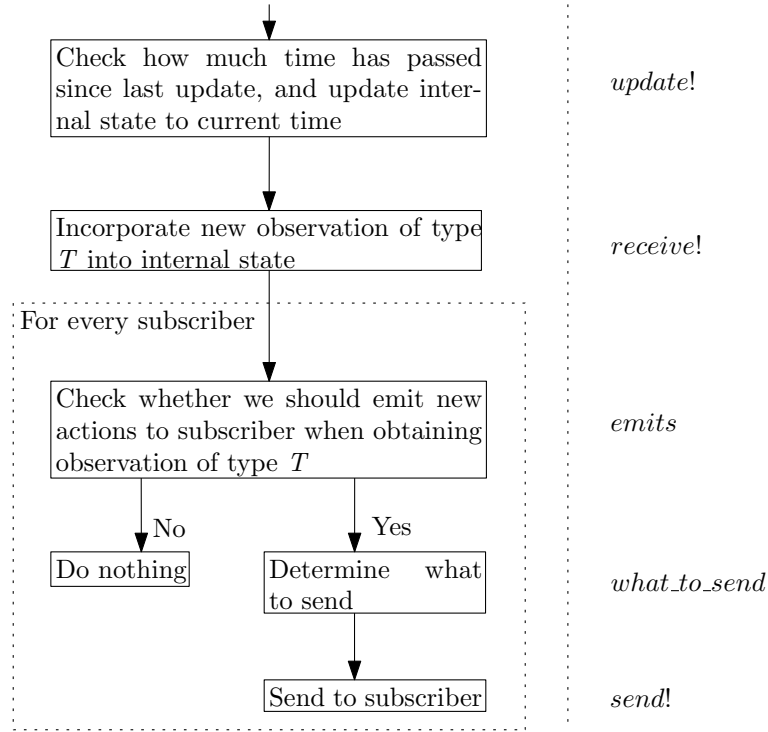 Check how much time has passed
since last update, and update inter-
nal state to current time
update!
Incorporate new observation of type
T into internal state
receive!
For every subscriber
Check whether we should emit new
actions to subscriber when obtaining
observation of type T
emits
No
Yes
Do nothing
Determine what
to send
what_to_send
Send to subscriber
send!